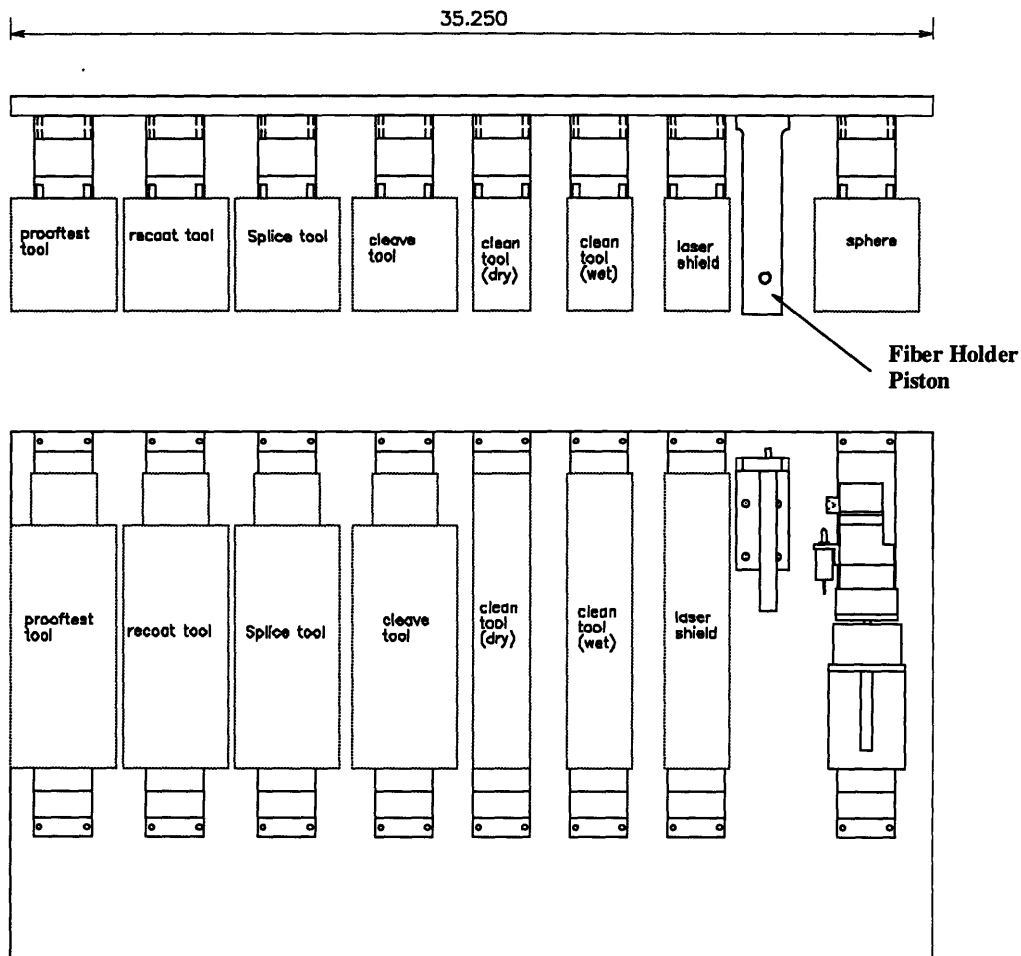 35.250
prooftest
tool
recoat tool
Splice tool
cleave
tool
clean
tool
(dry)
clean
tool
(wet)
laser
shield
sphere
Fiber Holder
Piston
prooftest
tool
recoat tool
Splice tool
cleave
tool
clean
tool
(dry)
clean
tool
(wet)
laser
shield